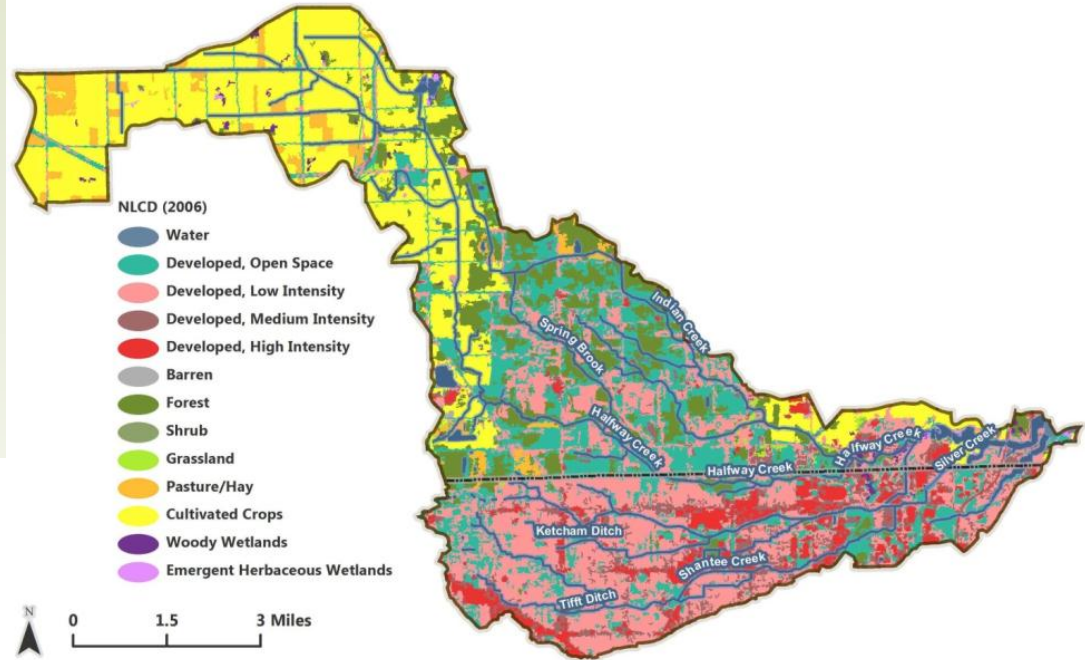 NLCD (2006)
Water
Developed, Open Space
Developed, Low Intensity
Developed, Medium Intensity
Developed, High Intensity
Barren
Forest
Shrub
Grassland
Pasture/Hay
Cultivated Crops
Woody Wetlands
Emergent Herbaceous Wetlands
N
0 1.5 3 Miles
Indian Creek
Spring Brook
Halfway Creek
Halfway Creek
Halfway Creek
Silver Creek
Ketcham Ditch
Shantee Creek
Tifft Ditch